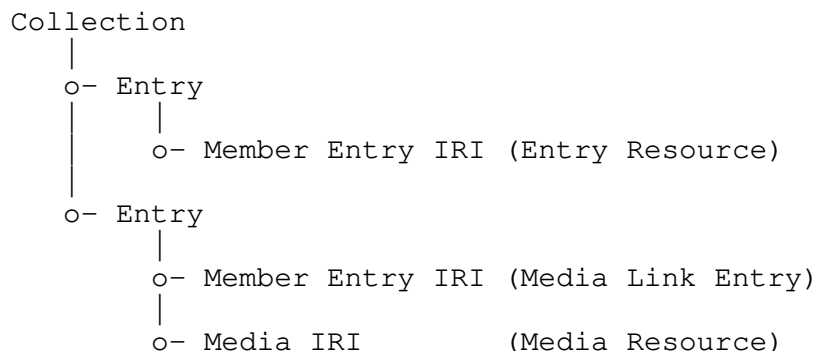 Collection
o- Entry
o- Member Entry IRI (Entry Resource)
o- Entry
o- Member Entry IRI (Media Link Entry)
o- Media IRI (Media Resource)